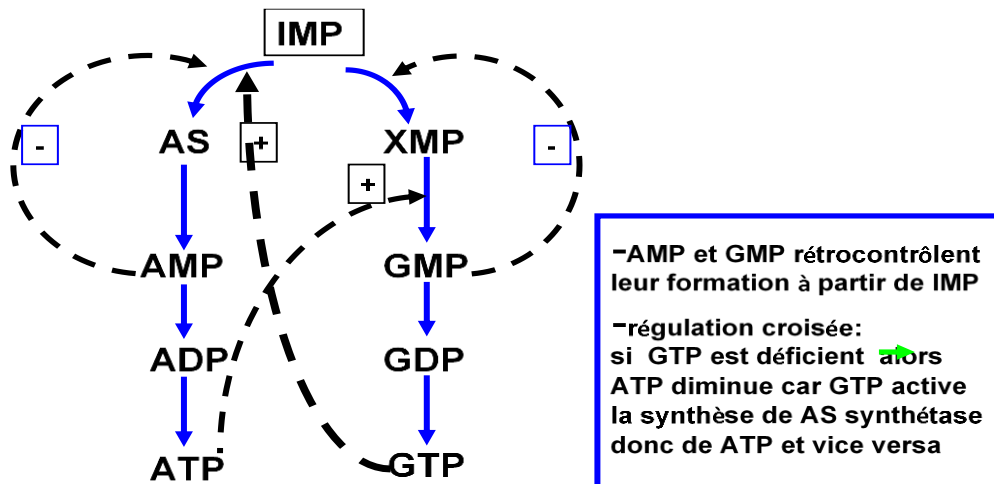 IMP
- AS + XMP -
+
AMP GMP
ADP GDP
ATP GTP
-AMP et GMP rétrocontrôlent
leur formation à partir de IMP
-régulation croisée:
si GTP est déficient alors
ATP diminue car GTP active
la synthèse de AS synthétase
donc de ATP et vice versa